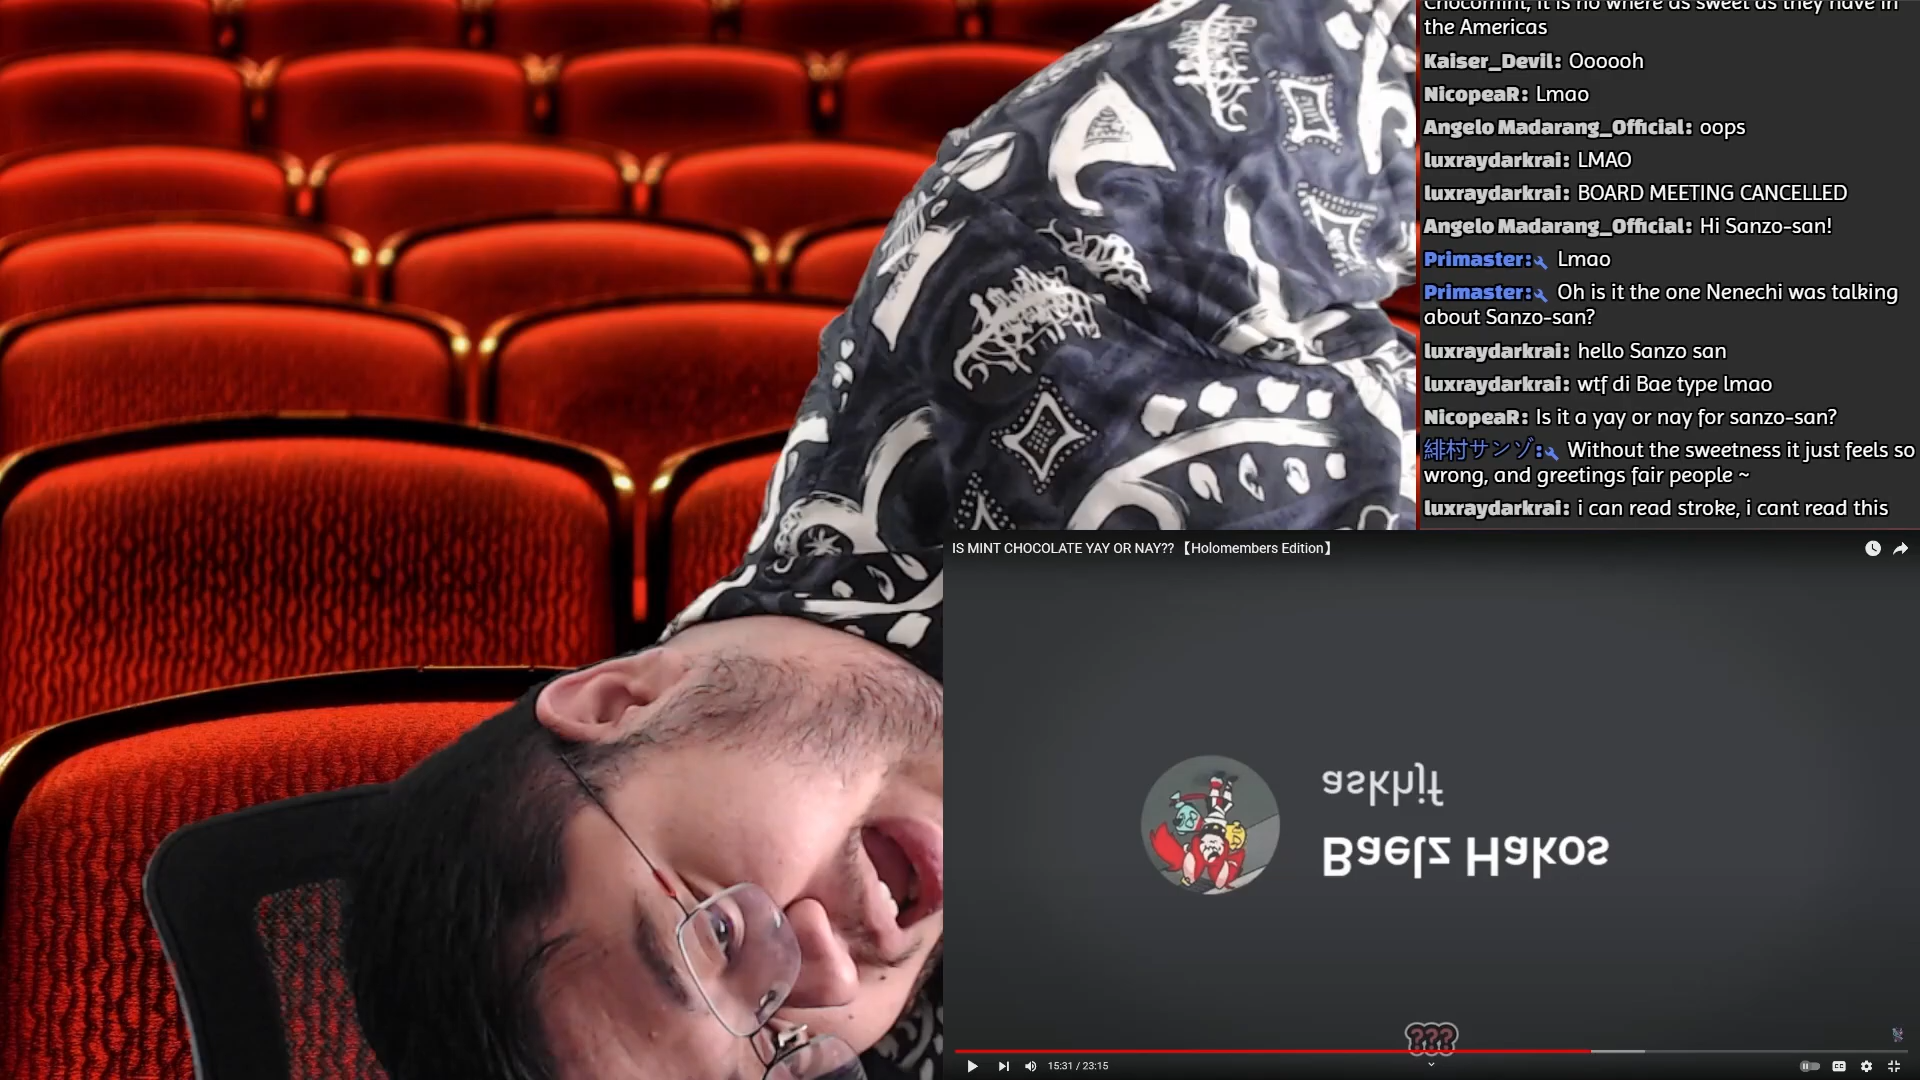 Chocomint, it is no where as sweet as they have in
the Americas
Kaiser_Devil: Oooooh
NicopeaR: Lmao
Angelo Madarang_Official: oops
luxraydarkrai: LMAO
luxraydarkrai: BOARD MEETING CANCELLED
Angelo Madarang_Official: Hi Sanzo-san!
Primaster: Lmao
Primaster: Oh is it the one Nenechi was talking
about Sanzo-san?
luxraydarkrai: hello Sanzo san
luxraydarkrai: wtf di Bae type lmao
NicopeaR: Is it a yay or nay for sanzo-san?
緋村サンゾ: Without the sweetness it just feels so
wrong, and greetings fair people ~
luxraydarkrai: i can read stroke, i cant read this
IS MINT CHOCOLATE YAY OR NAY?? 【Holomembers Edition】
askhjf
Baelz Hakos
???
15:31 / 23:15